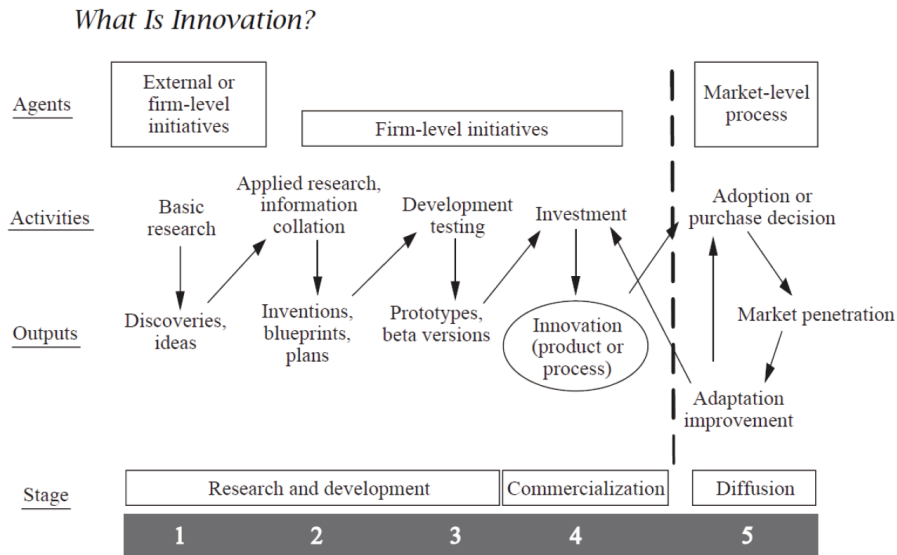 What Is Innovation?
Agents
External or
firm-level
initiatives
Firm-level initiatives
Market-level
process
Activities
Basic
research
Applied research,
information
collation
Development
testing
Investment
Adoption or
purchase decision
Outputs
Discoveries,
ideas
Inventions,
blueprints,
plans
Prototypes,
beta versions
Innovation
(product or
process)
Market penetration
Adaptation
improvement
Stage
Research and development
Commercialization
Diffusion
1 2 3 4 5